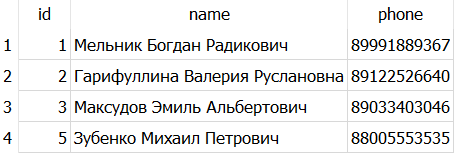 id name phone
1 1 Мельник Богдан Радикович 89991889367
2 2 Гарифуллина Валерия Руслановна 89122526640
3 3 Максудов Эмиль Альбертович 89033403046
4 5 Зубенко Михаил Петрович 88005553535